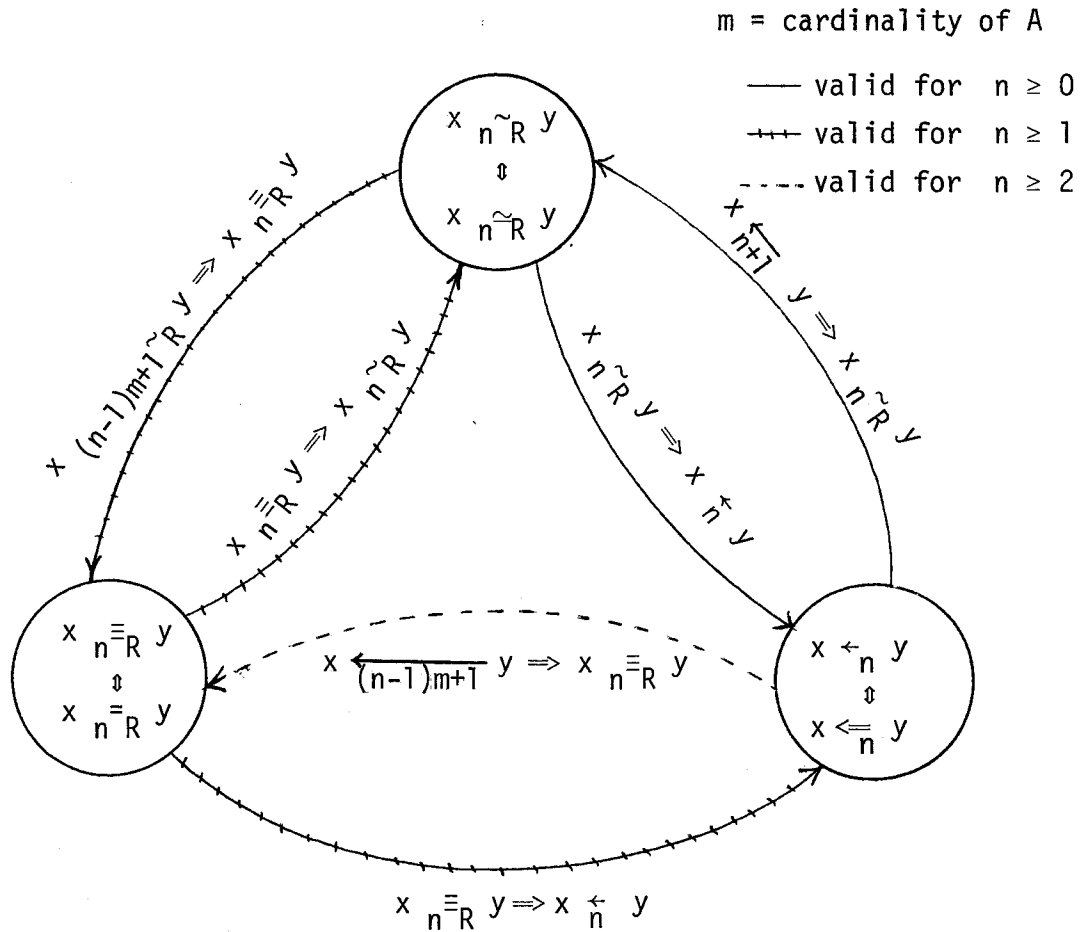 m = cardinality of A
valid for n ≥ 0
valid for n ≥ 1
valid for n ≥ 2
x n~R y
⇕
x n≃R y
x (n-1)m+1~R y ⇒ x n≡R y
x n≡R y ⇒ x n~R y
x n~R y ⇒ x ←n y
x ←n+1 y ⇒ x n~R y
x n≡R y
⇕
x n=R y
x ←(n-1)m+1 y ⇒ x n≡R y
x ←n y
⇕
x ⇐n y
x n≡R y ⇒ x ←n y